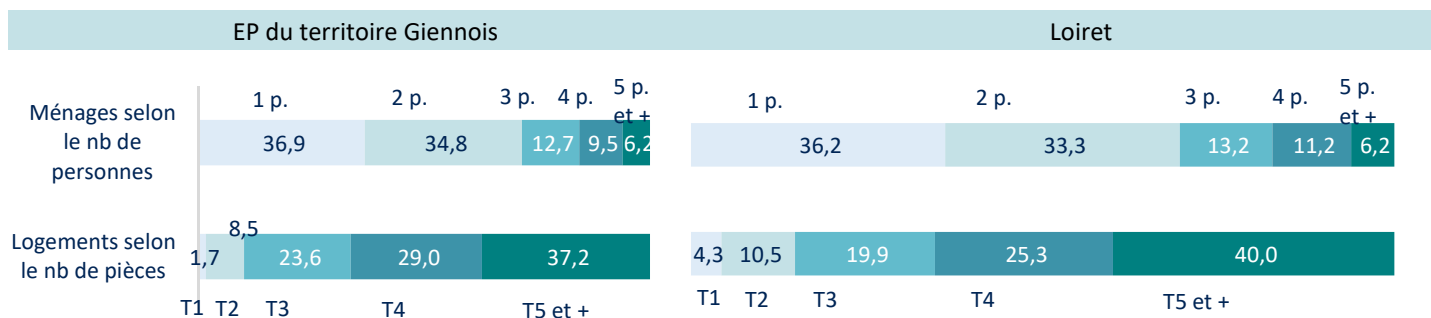 EP du territoire Giennois
Loiret
Ménages selon
le nb de
personnes
1 p. 2 p. 3 p. 4 p. 5 p.
et +
36,9 34,8 12,7 9,5 6,2
1 p. 2 p. 3 p. 4 p. 5 p.
et +
36,2 33,3 13,2 11,2 6,2
Logements selon
le nb de pièces
1,7 8,5 23,6 29,0 37,2
T1 T2 T3 T4 T5 et +
4,3 10,5 19,9 25,3 40,0
T1 T2 T3 T4 T5 et +